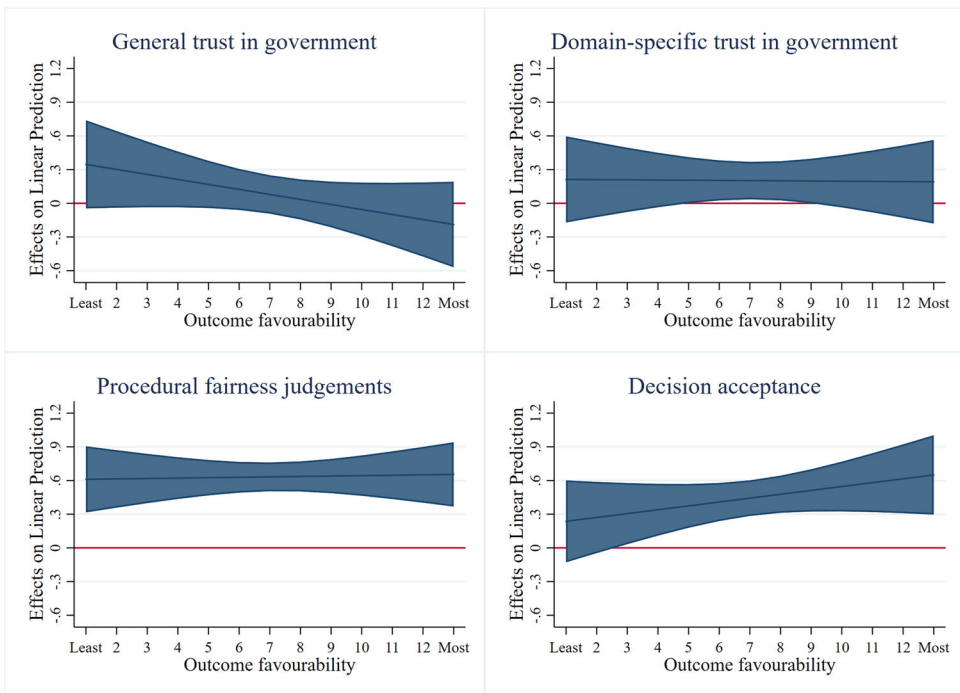 General trust in government
Effects on Linear Prediction
1.2
.9
.6
.3
0
-.3
-.6
Least 2 3 4 5 6 7 8 9 10 11 12 Most
Outcome favourability
Domain-specific trust in government
Effects on Linear Prediction
1.2
.9
.6
.3
0
-.3
-.6
Least 2 3 4 5 6 7 8 9 10 11 12 Most
Outcome favourability
Procedural fairness judgements
Effects on Linear Prediction
1.2
.9
.6
.3
0
-.3
-.6
Least 2 3 4 5 6 7 8 9 10 11 12 Most
Outcome favourability
Decision acceptance
Effects on Linear Prediction
1.2
.9
.6
.3
0
-.3
-.6
Least 2 3 4 5 6 7 8 9 10 11 12 Most
Outcome favourability